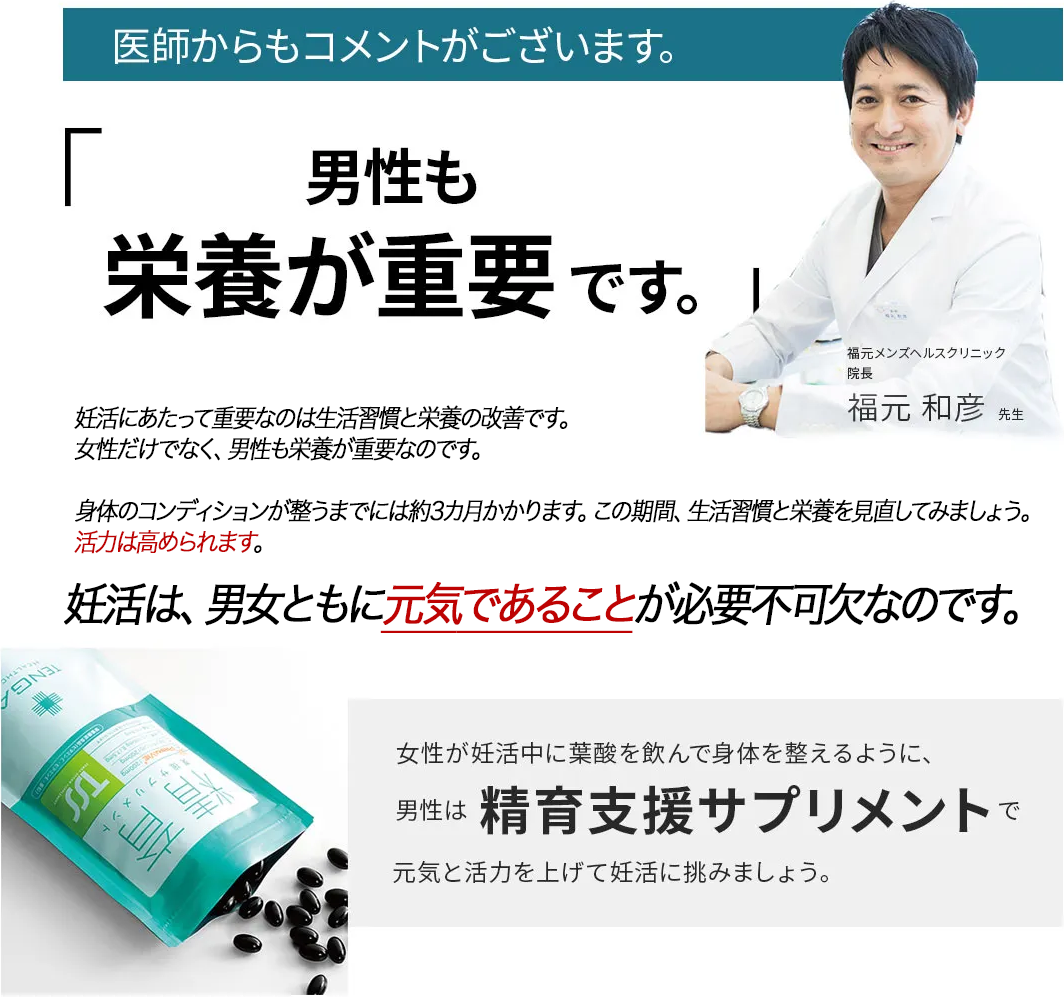 医師からもコメントがございます。
「男性も
栄養が重要です。」
福元メンズヘルスクリニック
院長
福元 和彦 先生
妊活にあたって重要なのは生活習慣と栄養の改善です。
女性だけでなく、男性も栄養が重要なのです。
身体のコンディションが整うまでには約3カ月かかります。この期間、生活習慣と栄養を見直してみましょう。
活力は高められます。
妊活は、男女ともに元気であることが必要不可欠なのです。
TENGA
HEALTHC
TSS
精育
支援サプリメント
女性が妊活中に葉酸を飲んで身体を整えるように、
男性は 精育支援サプリメントで
元気と活力を上げて妊活に挑みましょう。